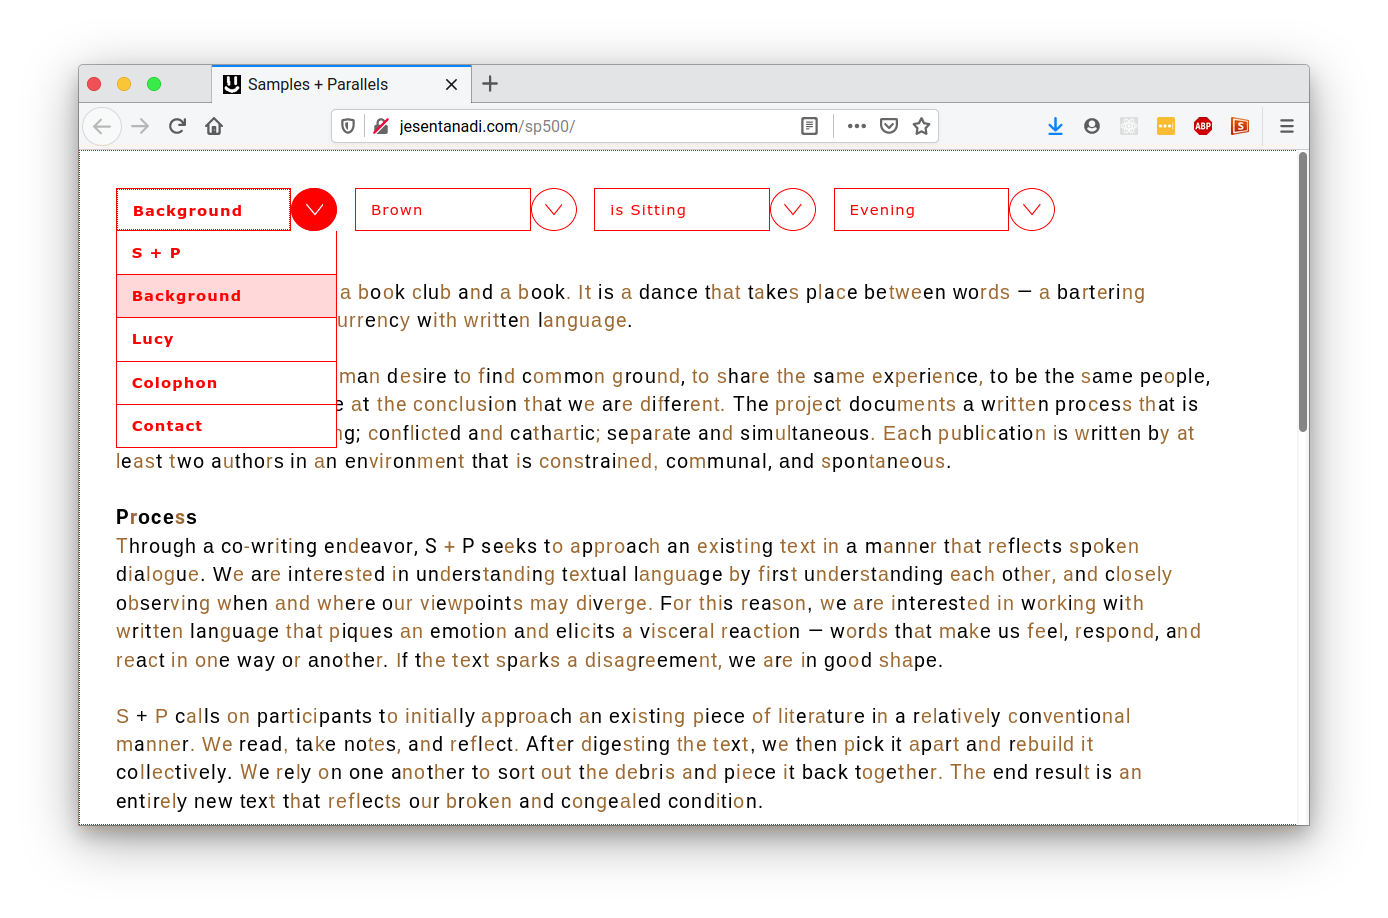 Samples + Parallels
jesentanadi.com/sp500/
ABP
S
Background
Brown
is Sitting
Evening
S + P
Background
Lucy
Colophon
Contact
a book club and a book. It is a dance that takes place between words — a bartering
urrency with written language.
man desire to find common ground, to share the same experience, to be the same people,
e at the conclusion that we are different. The project documents a written process that is
ng; conflicted and cathartic; separate and simultaneous. Each publication is written by at
least two authors in an environment that is constrained, communal, and spontaneous.
Process
Through a co-writing endeavor, S + P seeks to approach an existing text in a manner that reflects spoken
dialogue. We are interested in understanding textual language by first understanding each other, and closely
observing when and where our viewpoints may diverge. For this reason, we are interested in working with
written language that piques an emotion and elicits a visceral reaction — words that make us feel, respond, and
react in one way or another. If the text sparks a disagreement, we are in good shape.
S + P calls on participants to initially approach an existing piece of literature in a relatively conventional
manner. We read, take notes, and reflect. After digesting the text, we then pick it apart and rebuild it
collectively. We rely on one another to sort out the debris and piece it back together. The end result is an
entirely new text that reflects our broken and congealed condition.